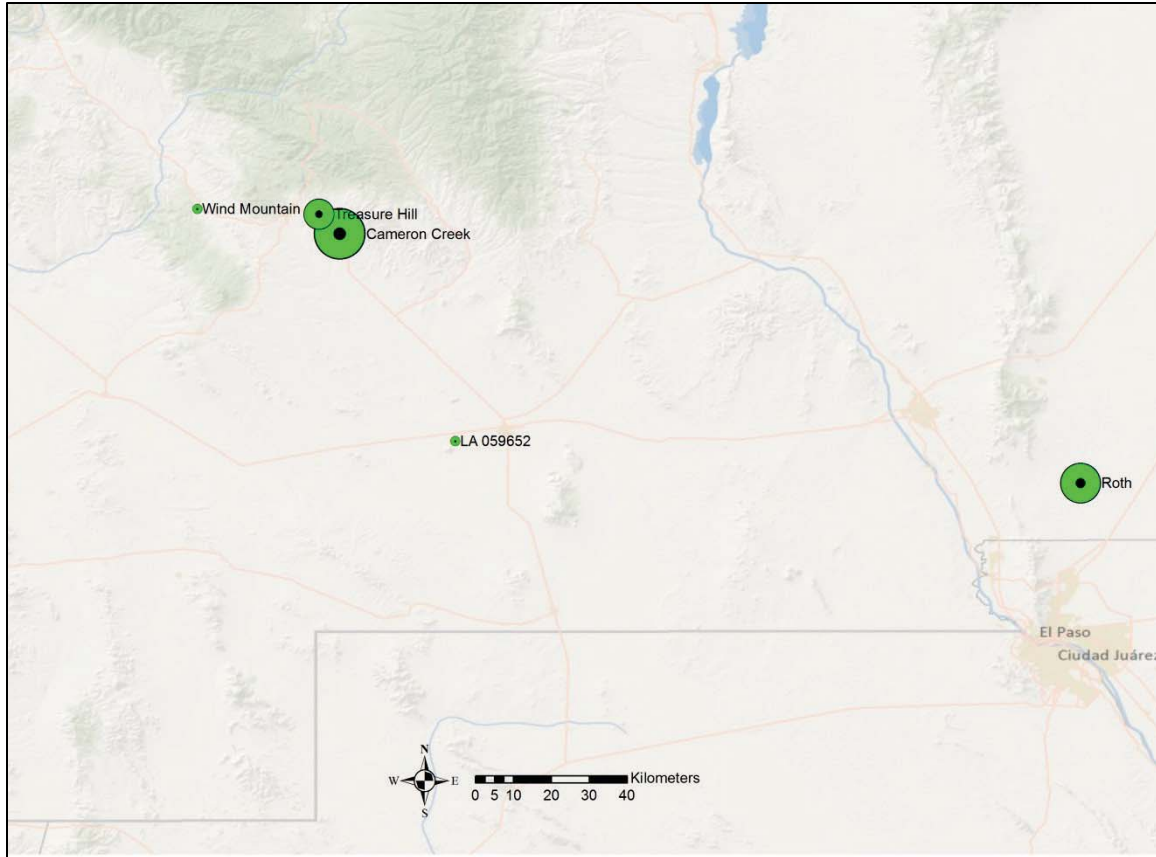 Wind Mountain
Treasure Hill
Cameron Creek
LA 059652
Roth
El Paso
Ciudad Juárez
N
W E
S
Kilometers
0 5 10 20 30 40